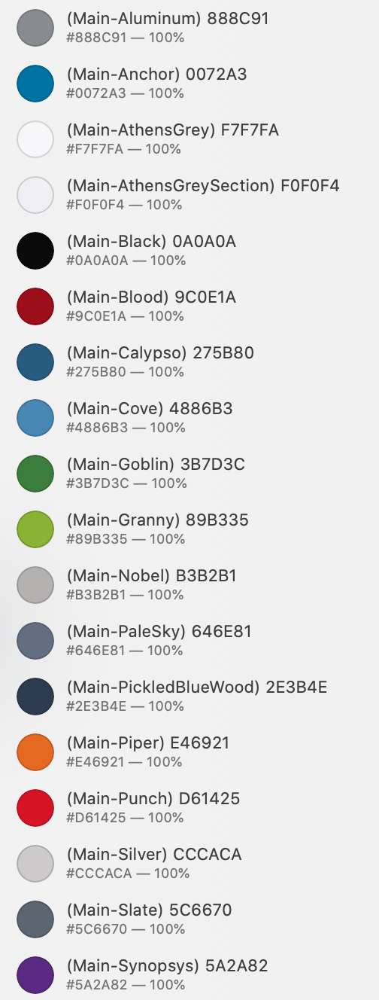 (Main-Aluminum) 888C91
#888C91 — 100%
(Main-Anchor) 0072A3
#0072A3 — 100%
(Main-AthensGrey) F7F7FA
#F7F7FA — 100%
(Main-AthensGreySection) F0F0F4
#F0F0F4 — 100%
(Main-Black) 0A0A0A
#0A0A0A — 100%
(Main-Blood) 9C0E1A
#9C0E1A — 100%
(Main-Calypso) 275B80
#275B80 — 100%
(Main-Cove) 4886B3
#4886B3 — 100%
(Main-Goblin) 3B7D3C
#3B7D3C — 100%
(Main-Granny) 89B335
#89B335 — 100%
(Main-Nobel) B3B2B1
#B3B2B1 — 100%
(Main-PaleSky) 646E81
#646E81 — 100%
(Main-PickledBlueWood) 2E3B4E
#2E3B4E — 100%
(Main-Piper) E46921
#E46921 — 100%
(Main-Punch) D61425
#D61425 — 100%
(Main-Silver) CCCACA
#CCCACA — 100%
(Main-Slate) 5C6670
#5C6670 — 100%
(Main-Synopsys) 5A2A82
#5A2A82 — 100%